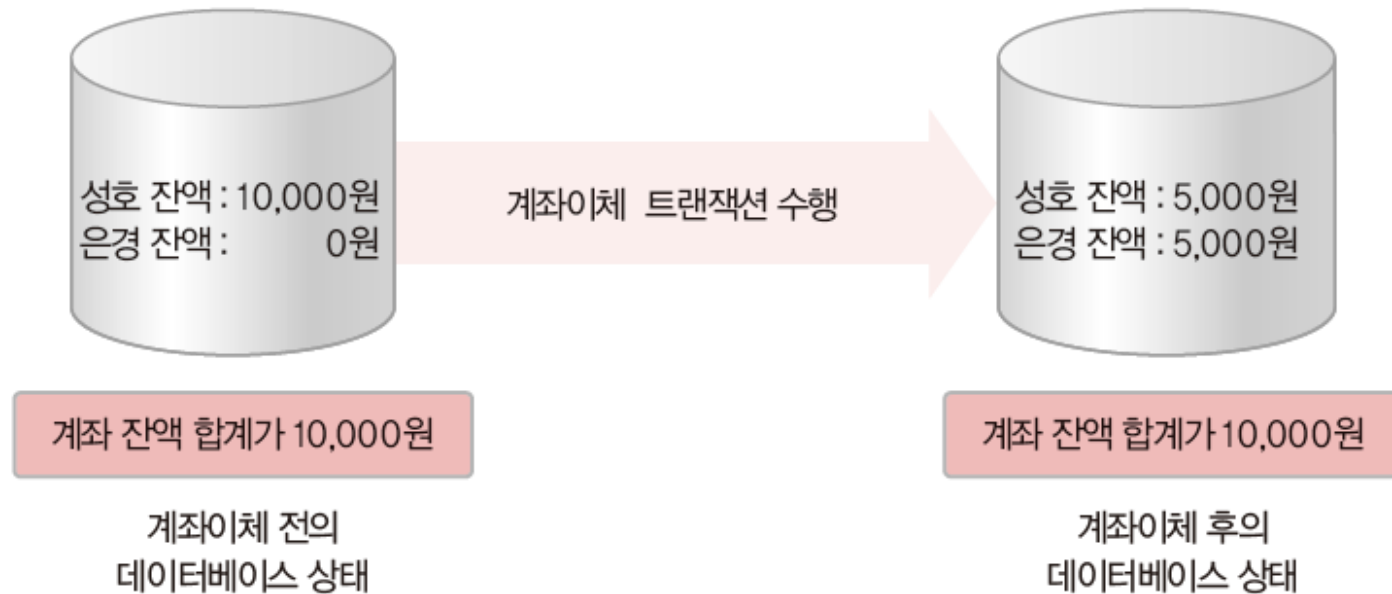 성호 잔액 : 10,000원
은경 잔액 : 0원
계좌이체 트랜잭션 수행
성호 잔액 : 5,000원
은경 잔액 : 5,000원
계좌 잔액 합계가 10,000원
계좌 잔액 합계가 10,000원
계좌이체 전의
데이터베이스 상태
계좌이체 후의
데이터베이스 상태